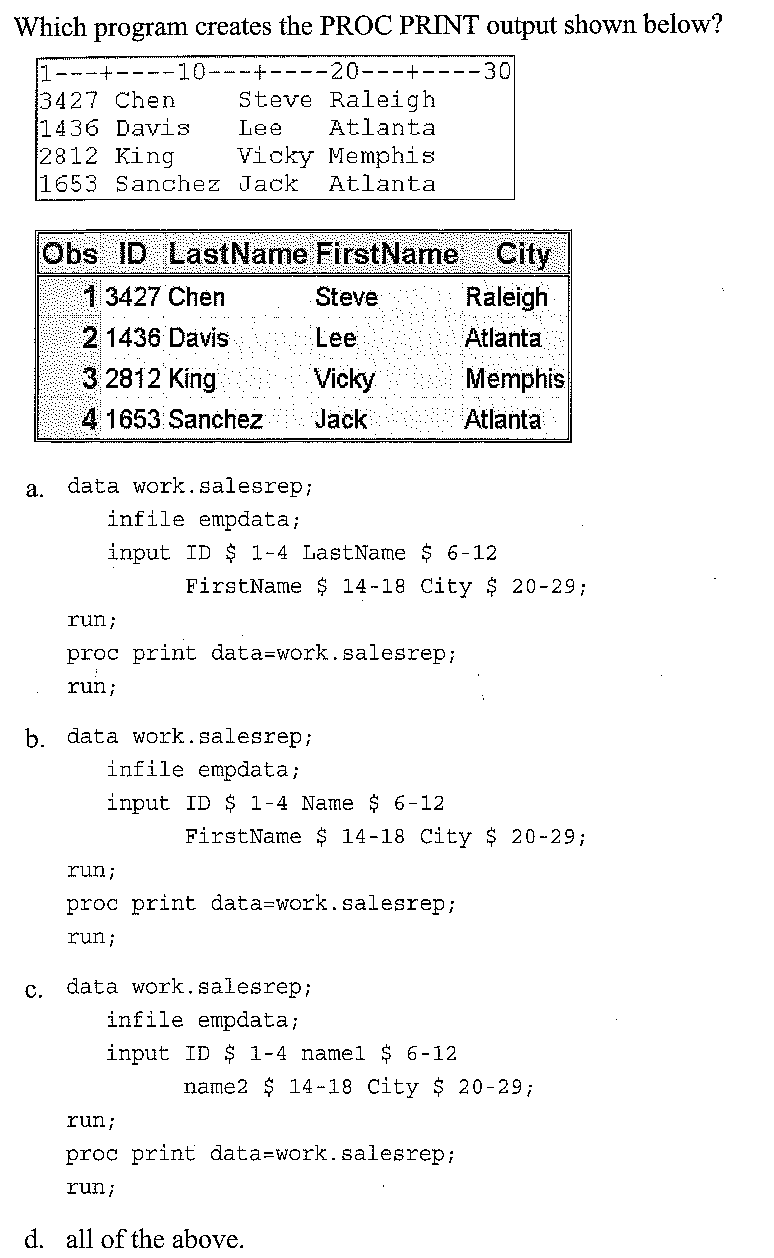 Which program creates the PROC PRINT output shown below?
1---+----10---+----20---+----30
3427 Chen    Steve Raleigh
1436 Davis   Lee   Atlanta
2812 King    Vicky Memphis
1653 Sanchez Jack  Atlanta
Obs ID LastName FirstName City
1 3427 Chen Steve Raleigh
2 1436 Davis Lee Atlanta
3 2812 King Vicky Memphis
4 1653 Sanchez Jack Atlanta
a. data work.salesrep;
infile empdata;
input ID $ 1-4 LastName $ 6-12
FirstName $ 14-18 City $ 20-29;
run;
proc print data=work.salesrep;
run;
b. data work.salesrep;
infile empdata;
input ID $ 1-4 Name $ 6-12
FirstName $ 14-18 City $ 20-29;
run;
proc print data=work.salesrep;
run;
c. data work.salesrep;
infile empdata;
input ID $ 1-4 name1 $ 6-12
name2 $ 14-18 City $ 20-29;
run;
proc print data=work.salesrep;
run;
d. all of the above.